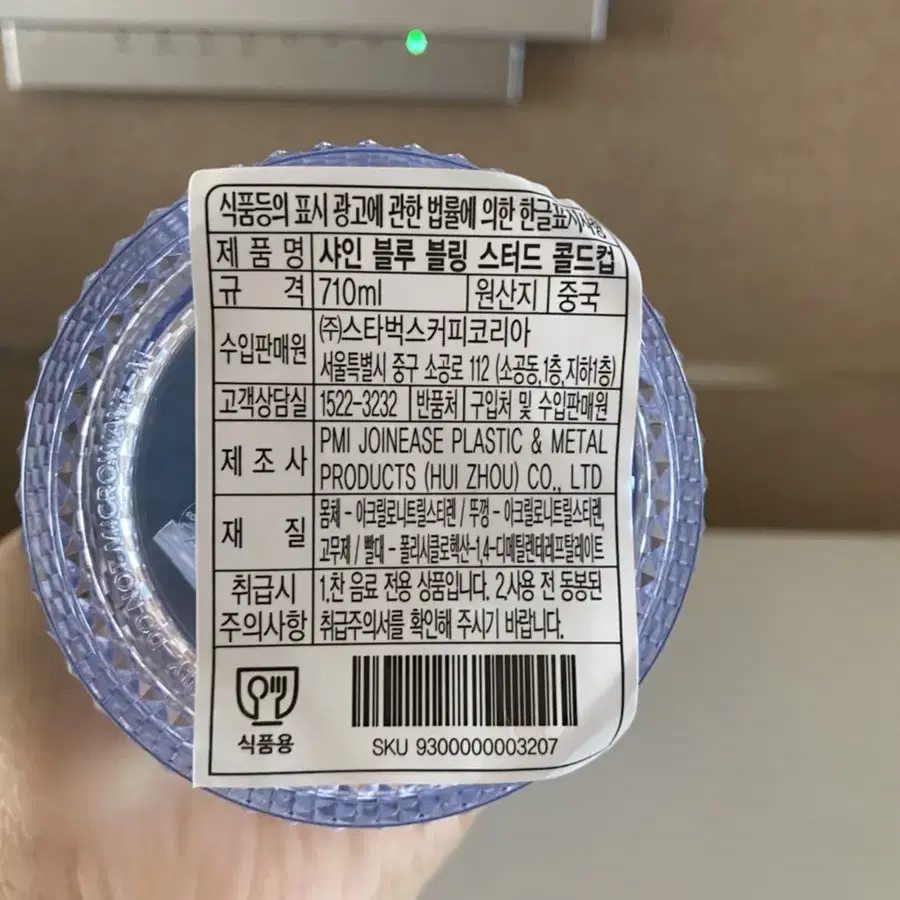 식품등의 표시 광고에 관한 법률에 의한 한글표시사항
제 품 명 샤인 블루 블링 스터드 콜드컵
규 격 710ml 원산지 중국
수입판매원 ㈜스타벅스커피코리아
서울특별시 중구 소공로 112 (소공동,1층,지하1층)
고객상담실 1522-3232 반품처 구입처 및 수입판매원
제 조 사 PMI JOINEASE PLASTIC & METAL
PRODUCTS (HUI ZHOU) CO., LTD
재 질 몸체 - 아크릴로니트릴스티렌 / 뚜껑 - 아크릴로니트릴스티렌,
고무제 / 빨대 - 폴리시클로헥산-1,4-디메틸렌테레프탈레이트
취급시 1.찬 음료 전용 상품입니다. 2.사용 전 동봉된
주의사항 취급주의서를 확인해 주시기 바랍니다.
식품용
SKU 9300000003207
DO NOT MICROWAVE